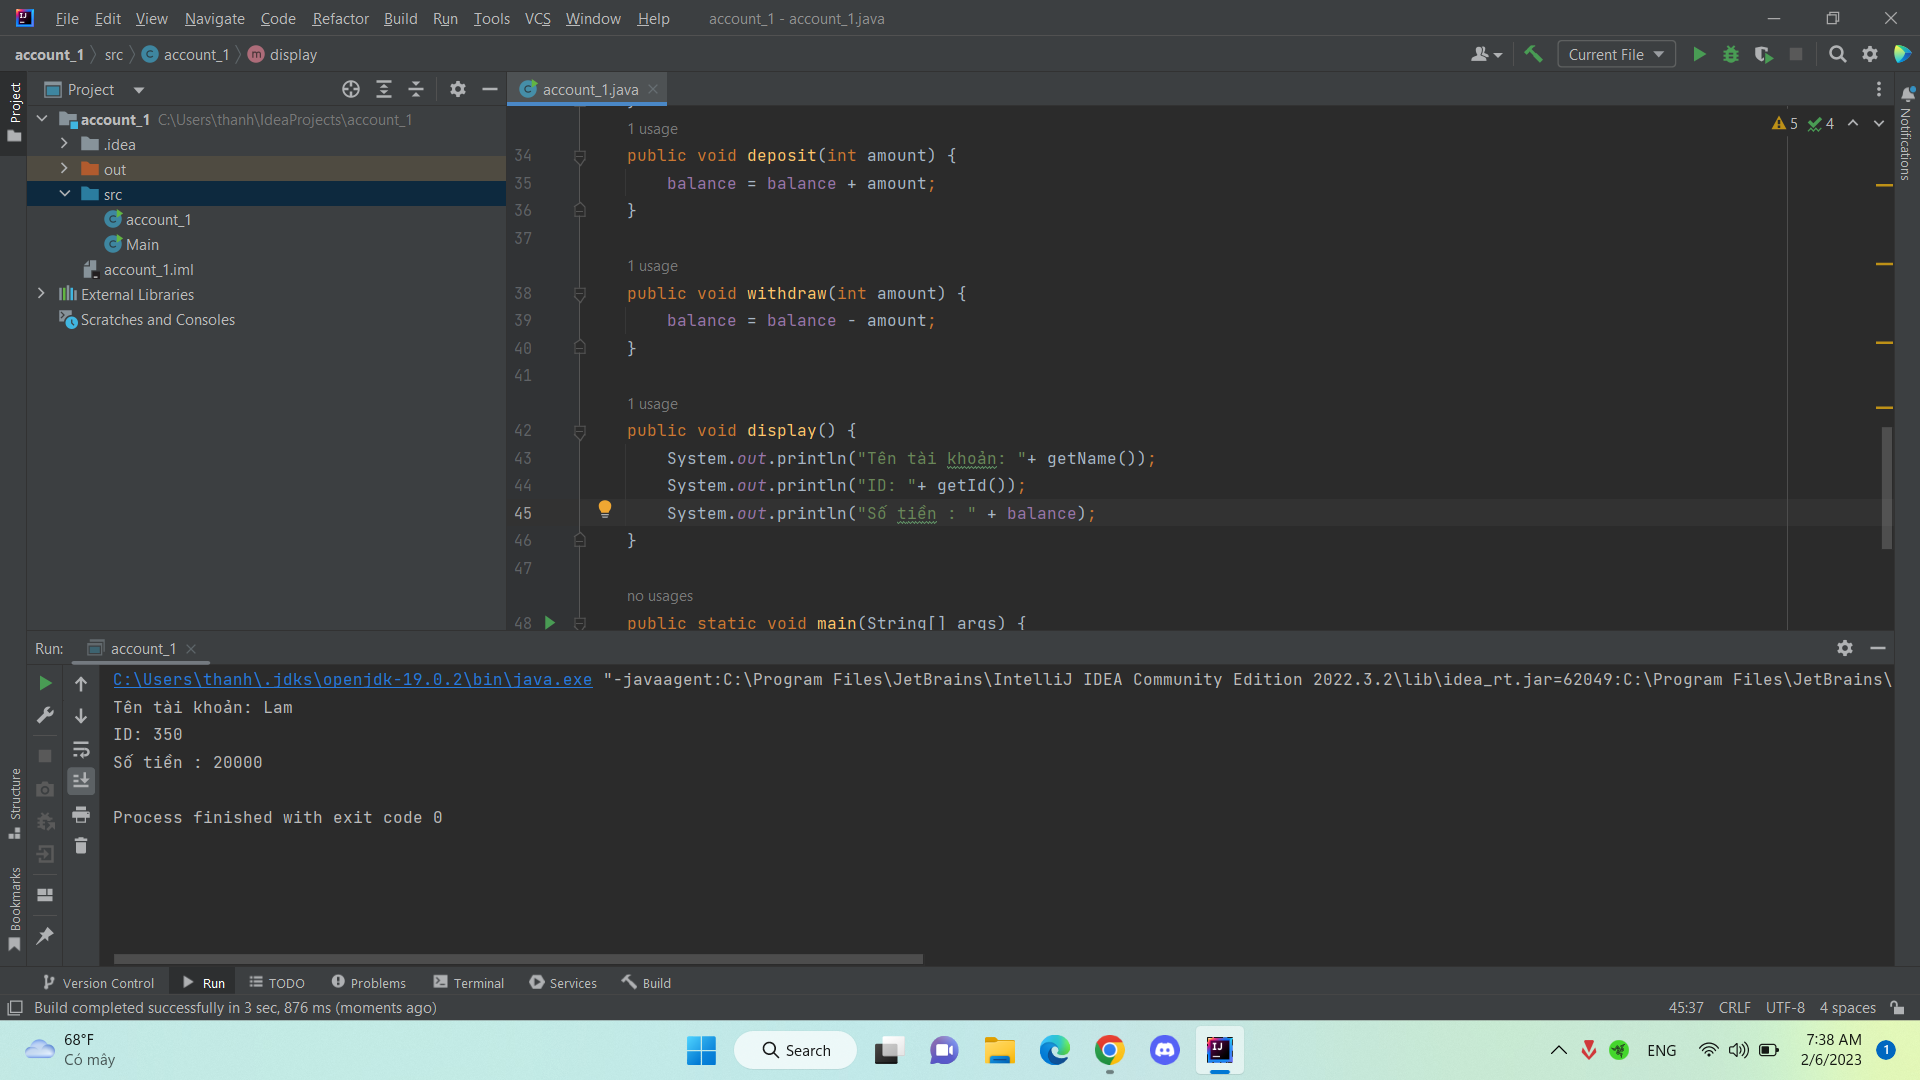 File Edit View Navigate Code Refactor Build Run Tools VCS Window Help account_1 - account_1.java
account_1 src account_1 display
Current File
Project
Project
account_1.java
account_1 C:\Users\thanh\IdeaProjects\account_1
.idea
out
src
account_1
Main
account_1.iml
External Libraries
Scratches and Consoles
Notifications
5 4
1 usage
34 public void deposit(int amount) {
35 balance = balance + amount;
36 }
37
1 usage
38 public void withdraw(int amount) {
39 balance = balance - amount;
40 }
41
1 usage
42 public void display() {
43 System.out.println("Tên tài khoản: "+ getName());
44 System.out.println("ID: "+ getId());
45 System.out.println("Số tiền : " + balance);
46 }
47
no usages
48 public static void main(String[] args) {
Run: account_1
C:\Users\thanh\.jdks\openjdk-19.0.2\bin\java.exe "-javaagent:C:\Program Files\JetBrains\IntelliJ IDEA Community Edition 2022.3.2\lib\idea_rt.jar=62049:C:\Program Files\JetBrains\
Tên tài khoản: Lam
ID: 350
Số tiền : 20000
Process finished with exit code 0
Structure
Bookmarks
Version Control Run TODO Problems Terminal Services Build
Build completed successfully in 3 sec, 876 ms (moments ago) 45:37 CRLF UTF-8 4 spaces
68°F
Có mây
Search
ENG
7:38 AM
2/6/2023
1